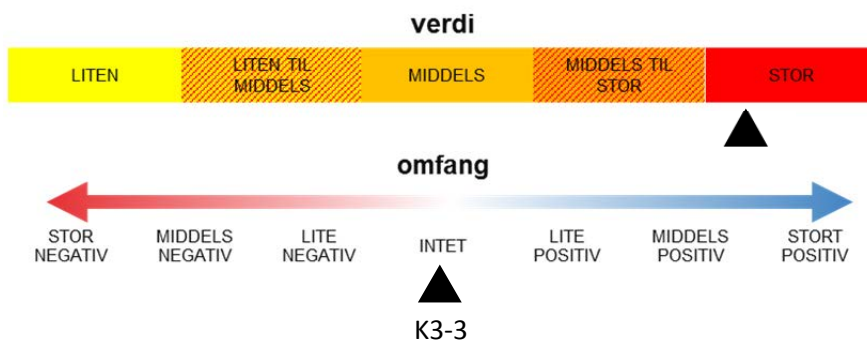 verdi
LITEN
LITEN TIL
MIDDELS
MIDDELS
MIDDELS TIL
STOR
STOR
omfang
STOR
NEGATIV
MIDDELS
NEGATIV
LITE
NEGATIV
INTET
LITE
POSITIV
MIDDELS
POSITIV
STORT
POSITIV
K3-3